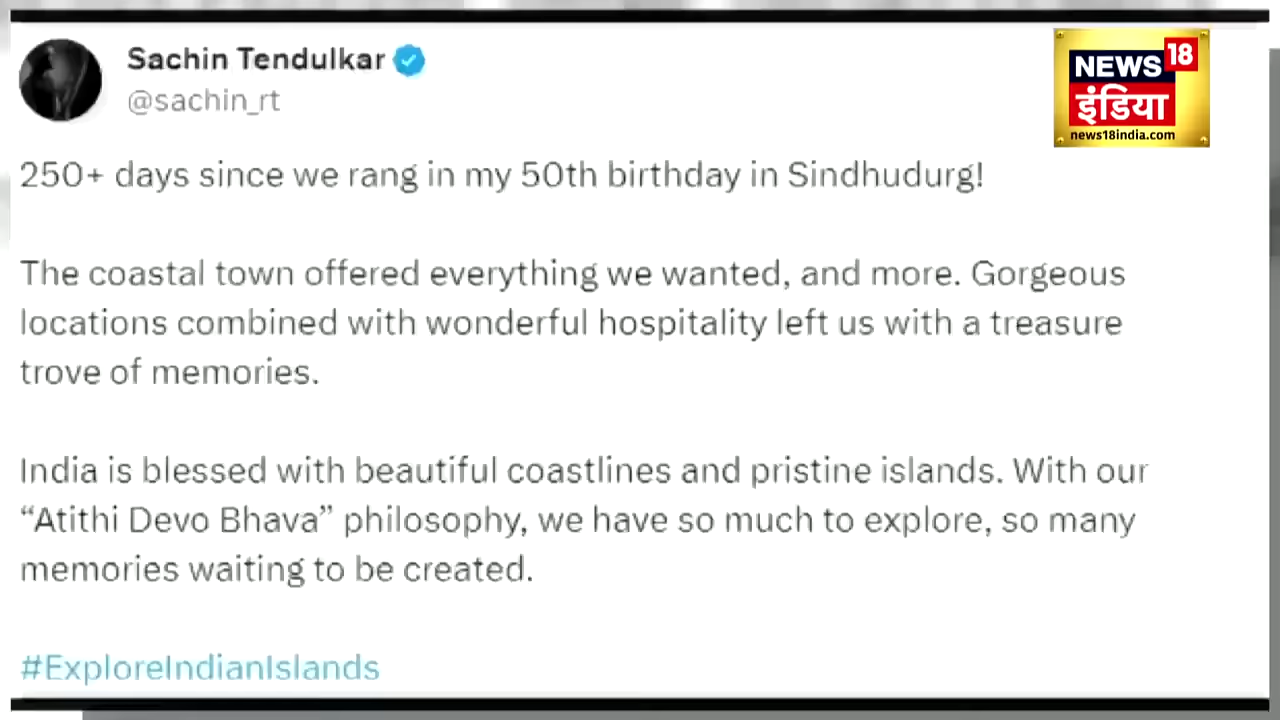 Sachin Tendulkar
@sachin_rt
NEWS 18
इंडिया
news18india.com
250+ days since we rang in my 50th birthday in Sindhudurg!
The coastal town offered everything we wanted, and more. Gorgeous
locations combined with wonderful hospitality left us with a treasure
trove of memories.
India is blessed with beautiful coastlines and pristine islands. With our
“Atithi Devo Bhava” philosophy, we have so much to explore, so many
memories waiting to be created.
#ExploreIndianIslands